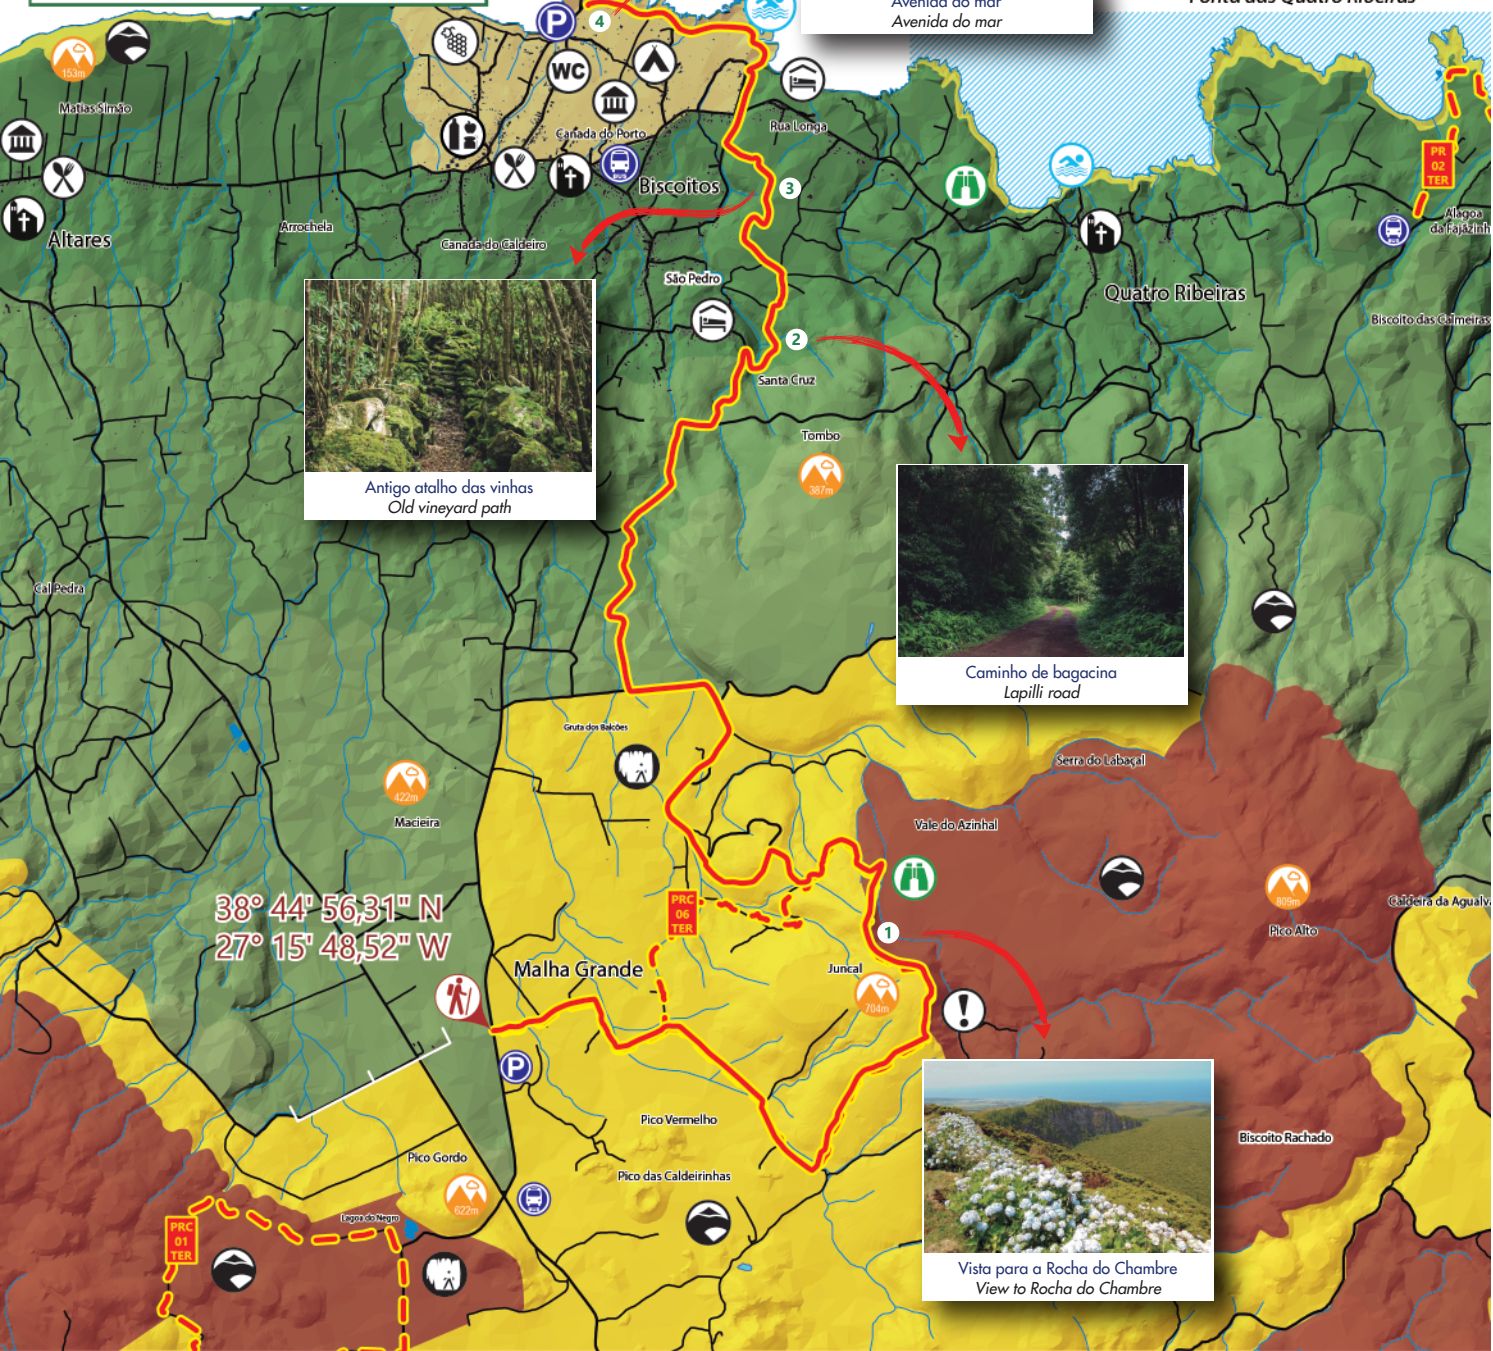 Avenida do mar
Avenida do mar
4
P
153m
Matias Simão
WC
Canada do Porto
Rua Longa
BUS
Biscoitos
3
PR
02
TER
Altares
Arrochela
Canada do Caldeiro
Alagoa
da Fajãzinh
BUS
São Pedro
Quatro Ribeiras
Biscoito das Calmeiras
2
Santa Cruz
Tombo
387m
Antigo atalho das vinhas
Old vineyard path
Cal Pedra
Caminho de bagacina
Lapilli road
Gruta dos Balcões
Serra do Labaçal
422m
Macieira
Vale do Azinhal
38° 44' 56,31" N
27° 15' 48,52" W
PRC
06
TER
809m
Pico Alto
Caldeira da Agualva
1
Malha Grande
Juncal
704m
!
P
Pico Vermelho
Biscoito Rachado
Pico Gordo
Pico das Caldeirinhas
622m
BUS
Lagoa do Negro
PRC
01
TER
Vista para a Rocha do Chambre
View to Rocha do Chambre